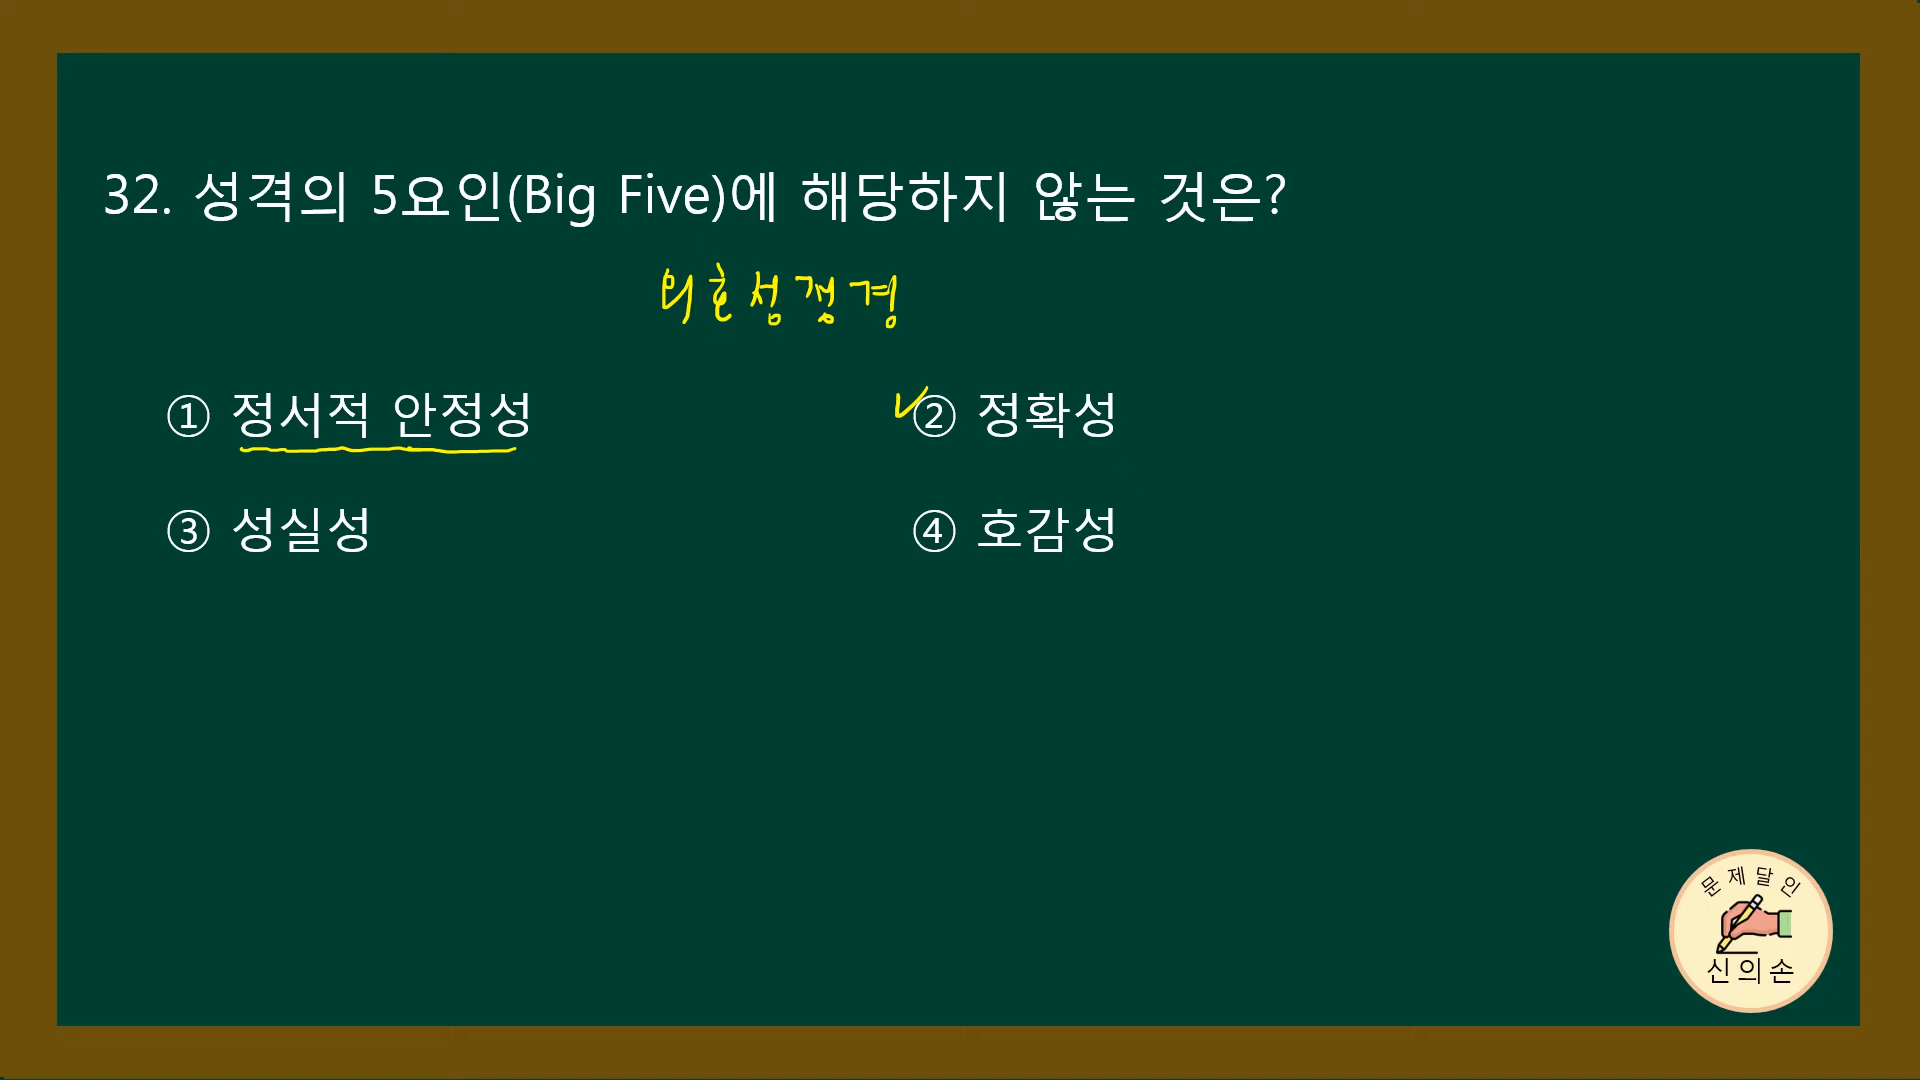 32. 성격의 5요인(Big Five)에 해당하지 않는 것은?
외호성정경
① 정서적 안정성
② 정확성
③ 성실성
④ 호감성
문제달인
신의손